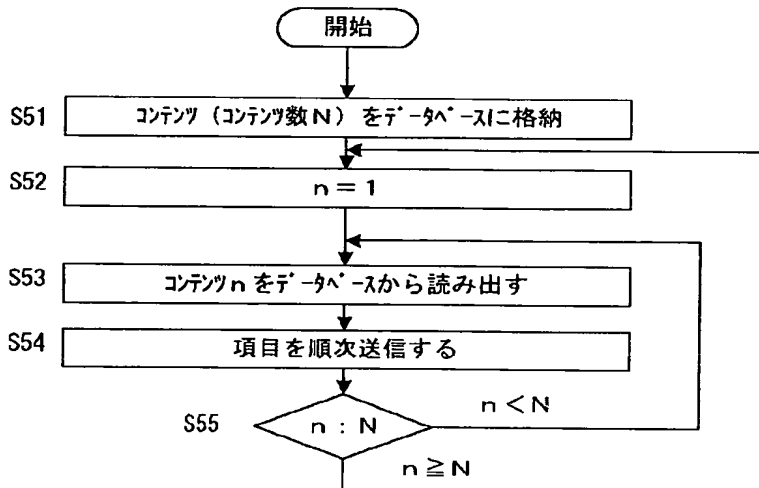 開始
S51
コンテンツ（コンテンツ数N）をデータベースに格納
S52
n＝1
S53
コンテンツnをデータベースから読み出す
S54
項目を順次送信する
S55
n：N
n＜N
n≧N